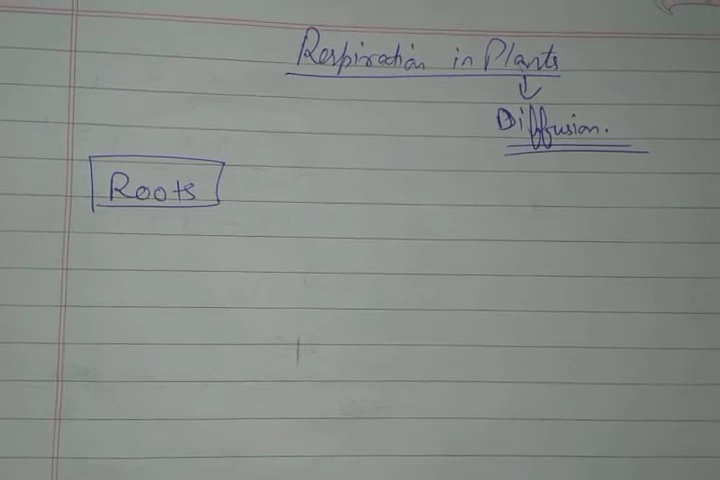 Respiration in Plants
↓
Diffusion.
Roots